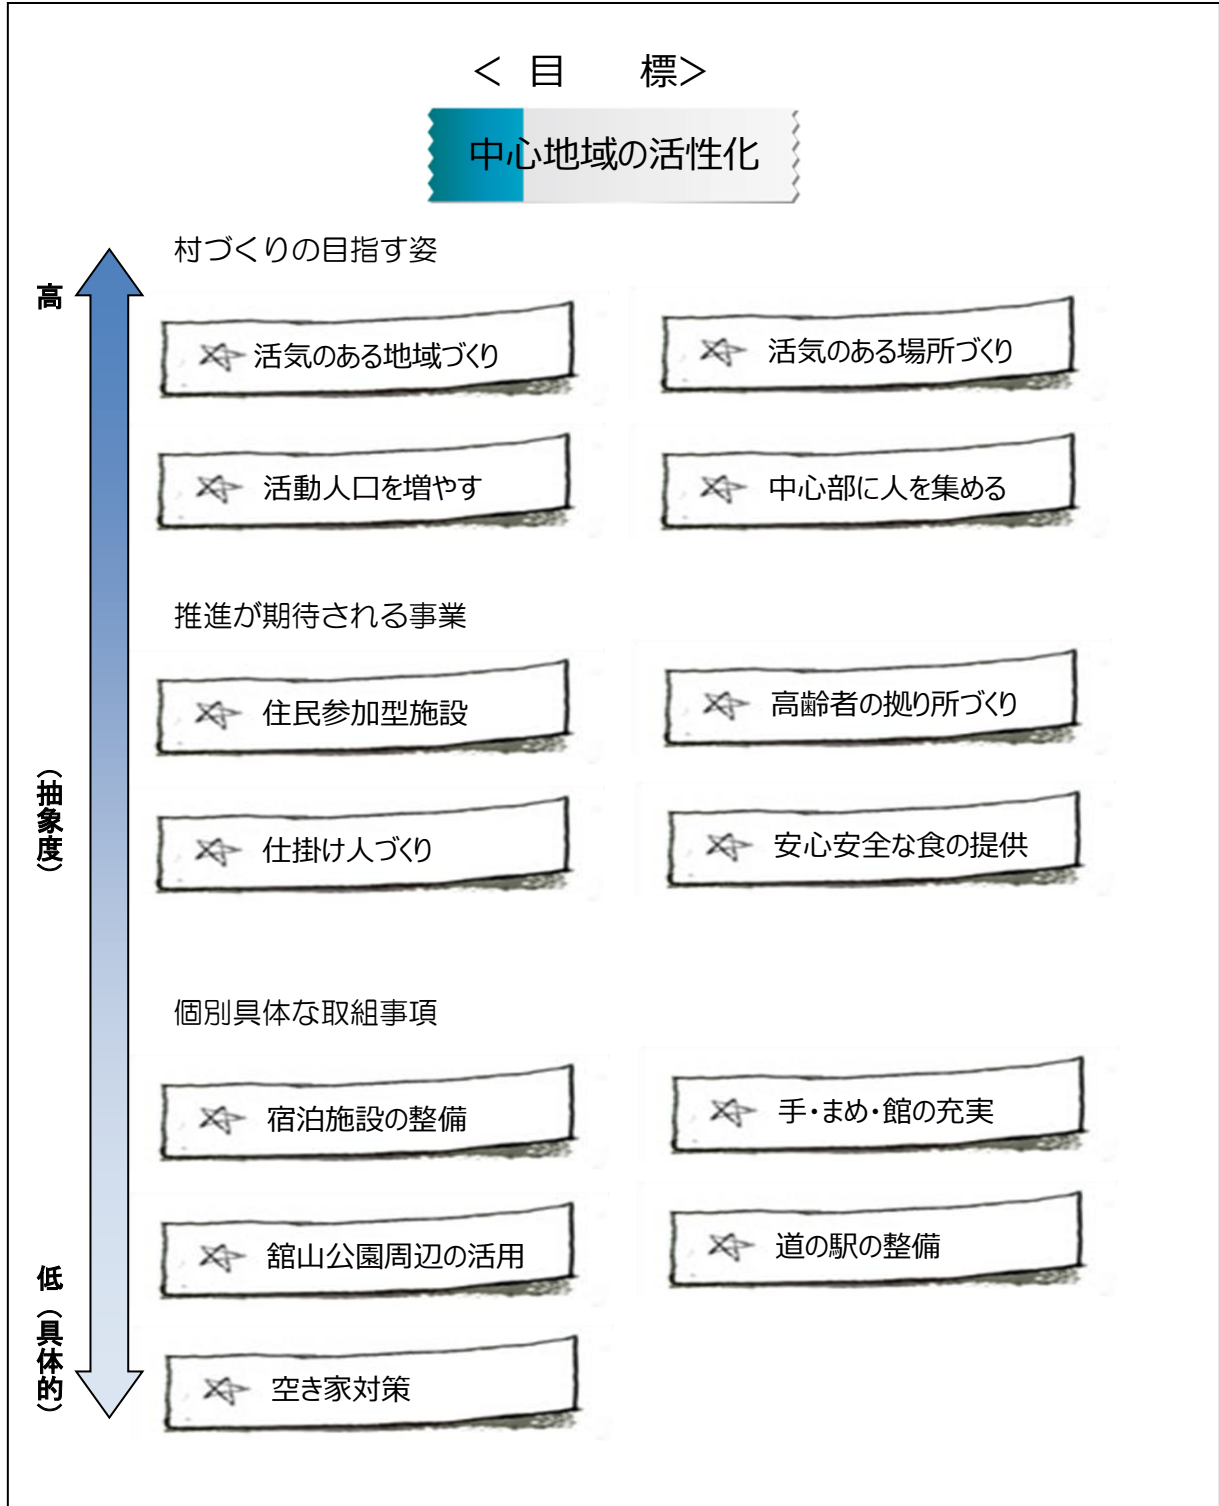 ＜ 目　　標＞
中心地域の活性化
村づくりの目指す姿
高
活気のある地域づくり
活気のある場所づくり
活動人口を増やす
中心部に人を集める
推進が期待される事業
住民参加型施設
高齢者の拠り所づくり
（抽象度）
仕掛け人づくり
安心安全な食の提供
個別具体な取組事項
宿泊施設の整備
手・まめ・館の充実
舘山公園周辺の活用
道の駅の整備
低（具体的）
空き家対策